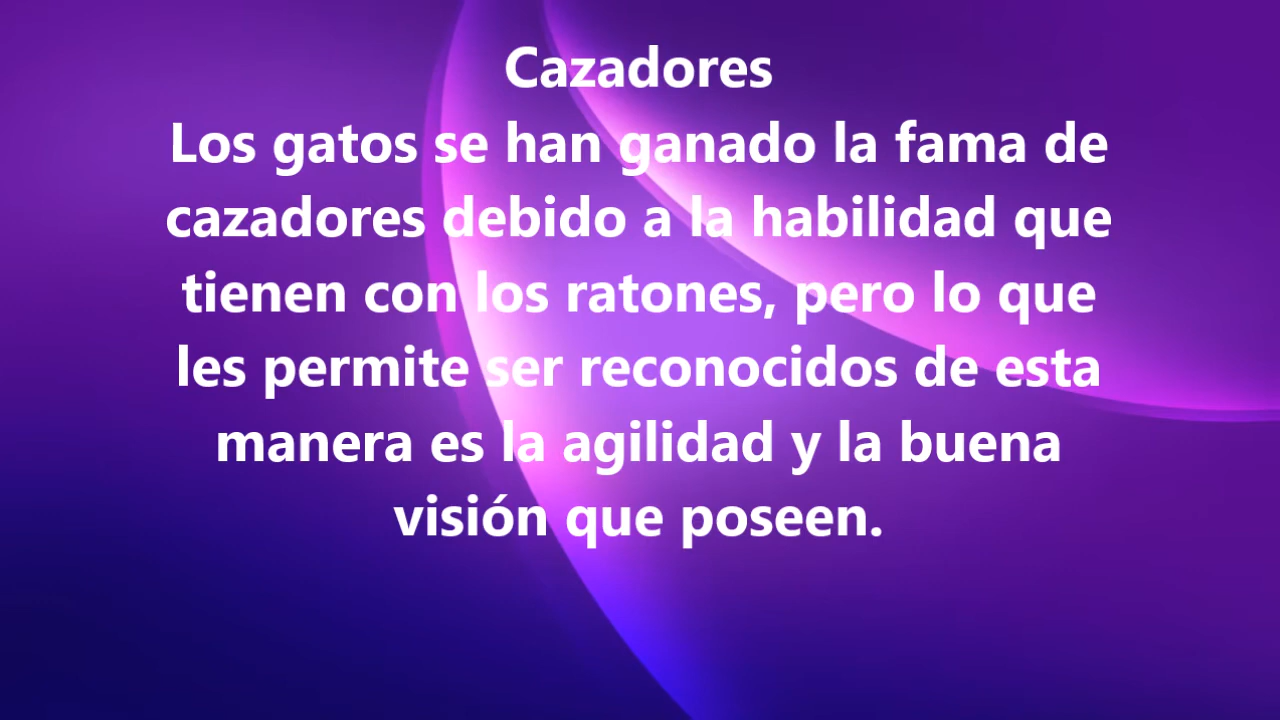 Cazadores
Los gatos se han ganado la fama de
cazadores debido a la habilidad que
tienen con los ratones, pero lo que
les permite ser reconocidos de esta
manera es la agilidad y la buena
visión que poseen.